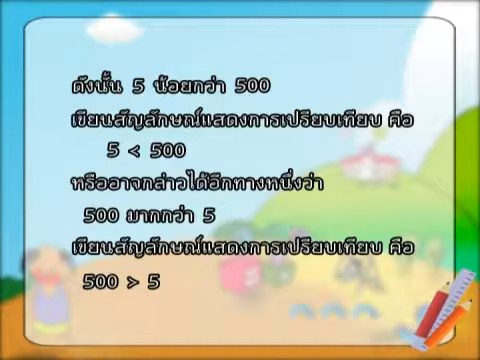 ดังนั้น 5 น้อยกว่า 500
เขียนสัญลักษณ์แสดงการเปรียบเทียบ คือ
5 < 500
หรืออาจกล่าวได้อีกทางหนึ่งว่า
500 มากกว่า 5
เขียนสัญลักษณ์แสดงการเปรียบเทียบ คือ
500 > 5